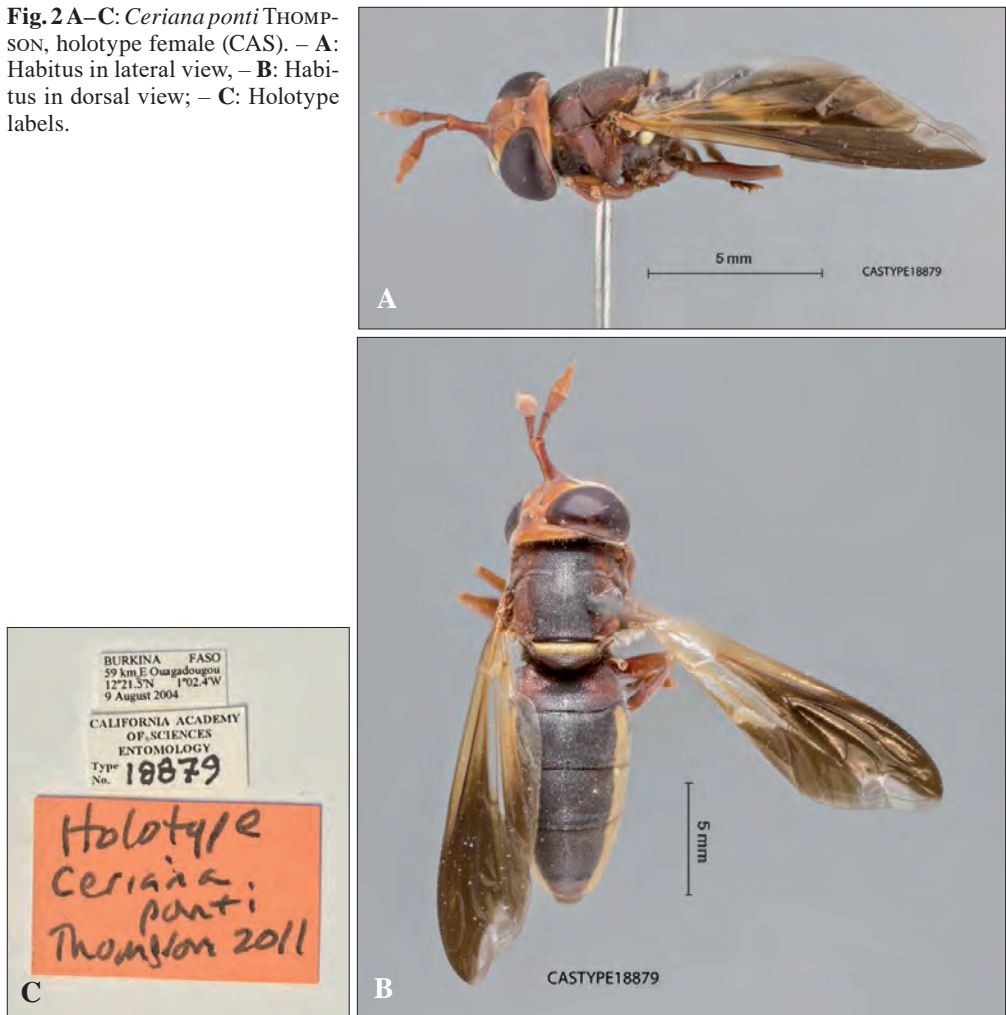 Fig. 2 A–C: Ceriana ponti THOMP-
SON, holotype female (CAS). – A:
Habitus in lateral view, – B: Habi-
tus in dorsal view; – C: Holotype
labels.
5 mm
CASTYPE18879
A
BURKINA FASO
59 km E Ouagadougou
12°21.5'N 1°02.4'W
9 August 2004
CALIFORNIA ACADEMY
OF SCIENCES
ENTOMOLOGY
Type
No. 18879
Holotype
Ceriana
ponti
Thompson 2011
C
5 mm
CASTYPE18879
B